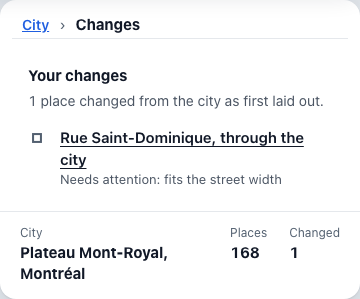 City › Changes
Your changes
1 place changed from the city as first laid out.
Rue Saint-Dominique, through the
city
Needs attention: fits the street width
City Places Changed
Plateau Mont-Royal, 168 1
Montréal